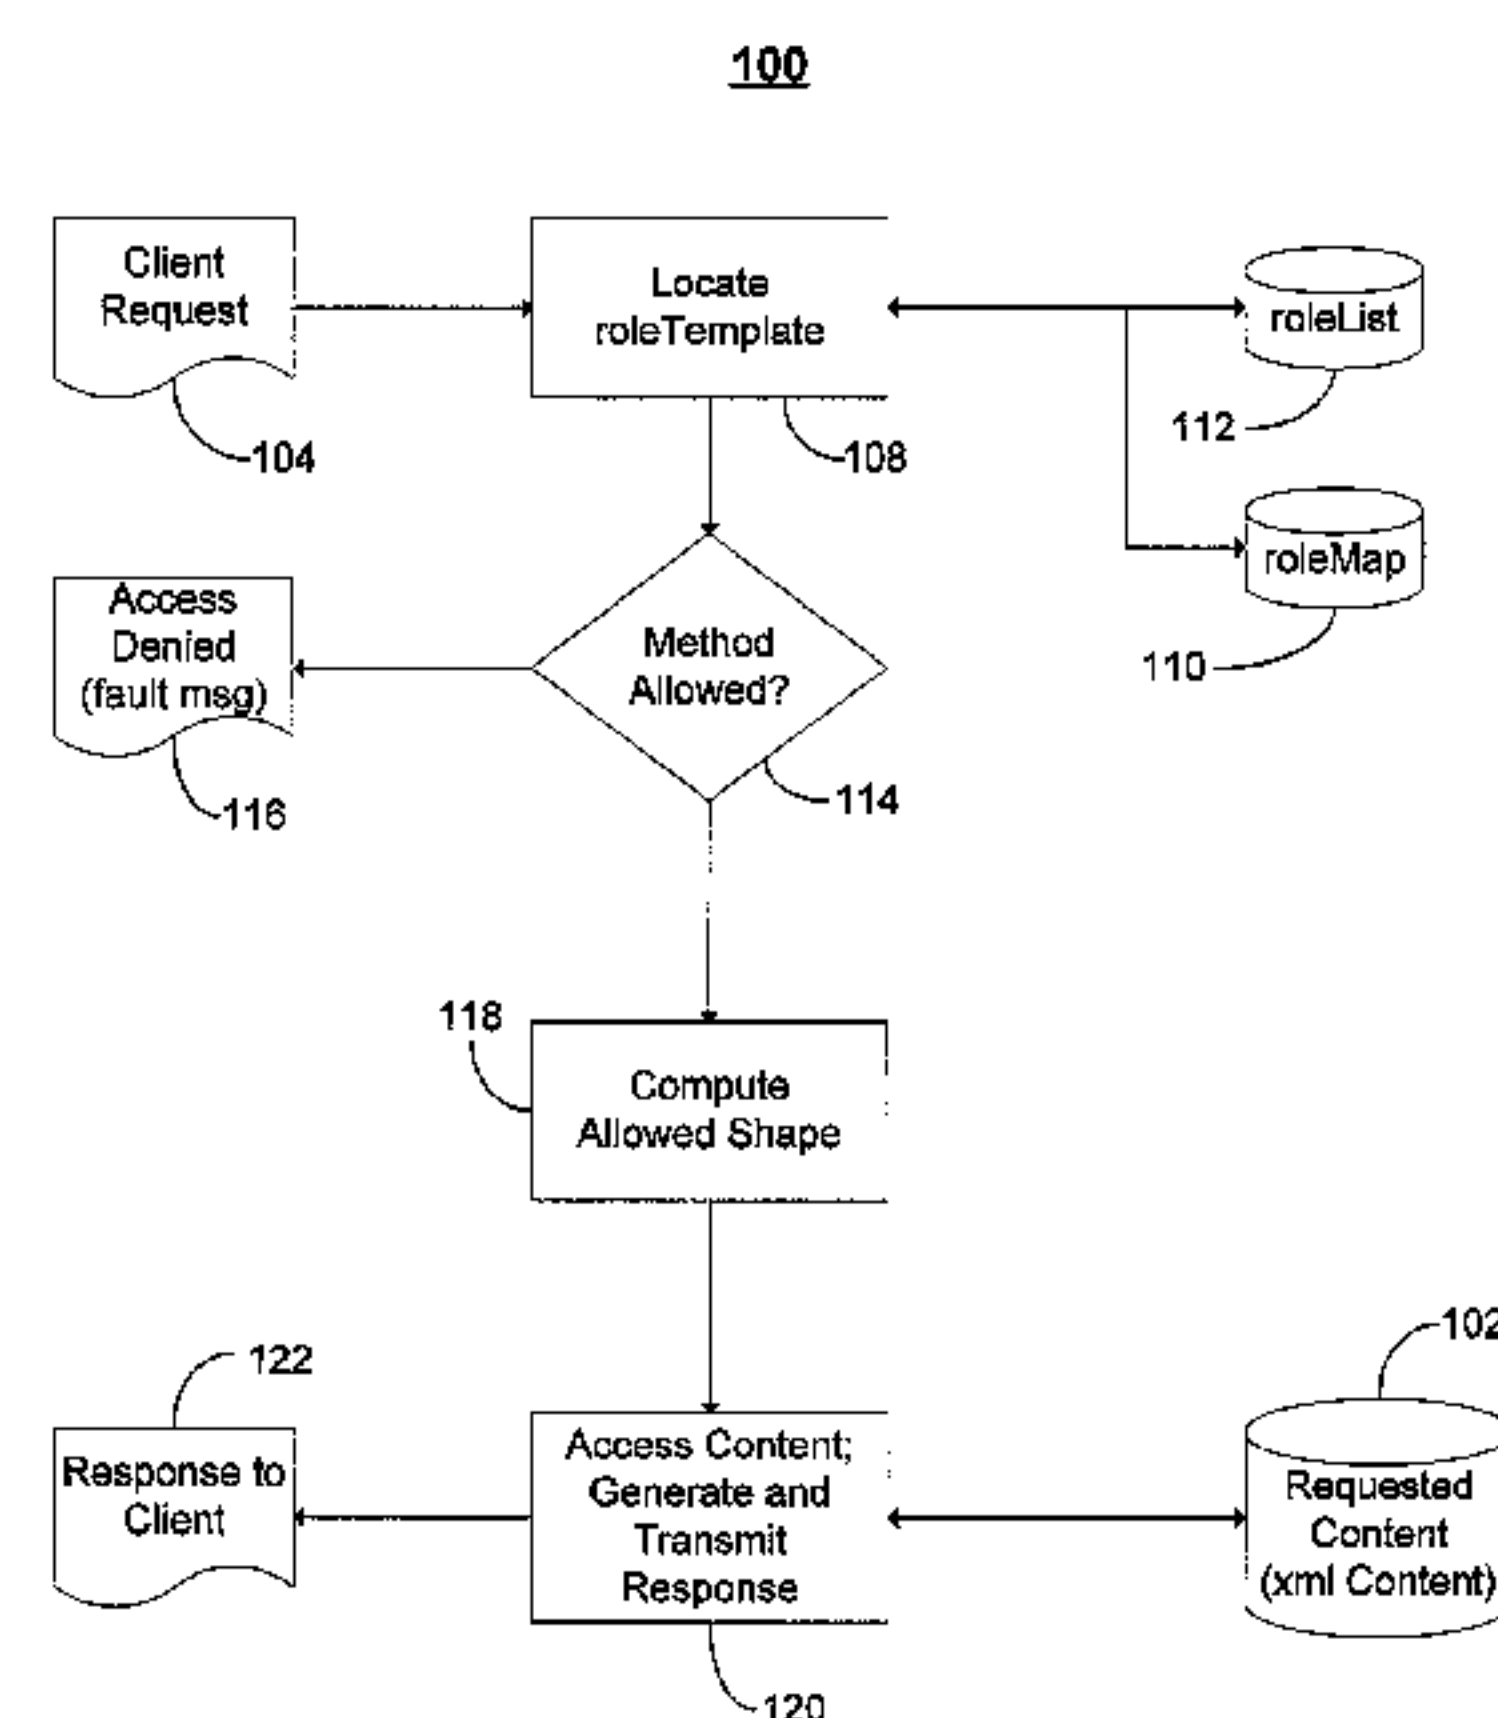 100
Client
Request
104
Locate
roleTemplate
108
roleList
112
roleMap
110
Method
Allowed?
114
Access
Denied
(fault msg)
116
118
Compute
Allowed Shape
122
Response to
Client
Access Content;
Generate and
Transmit
Response
120
102
Requested
Content
(xml Content)